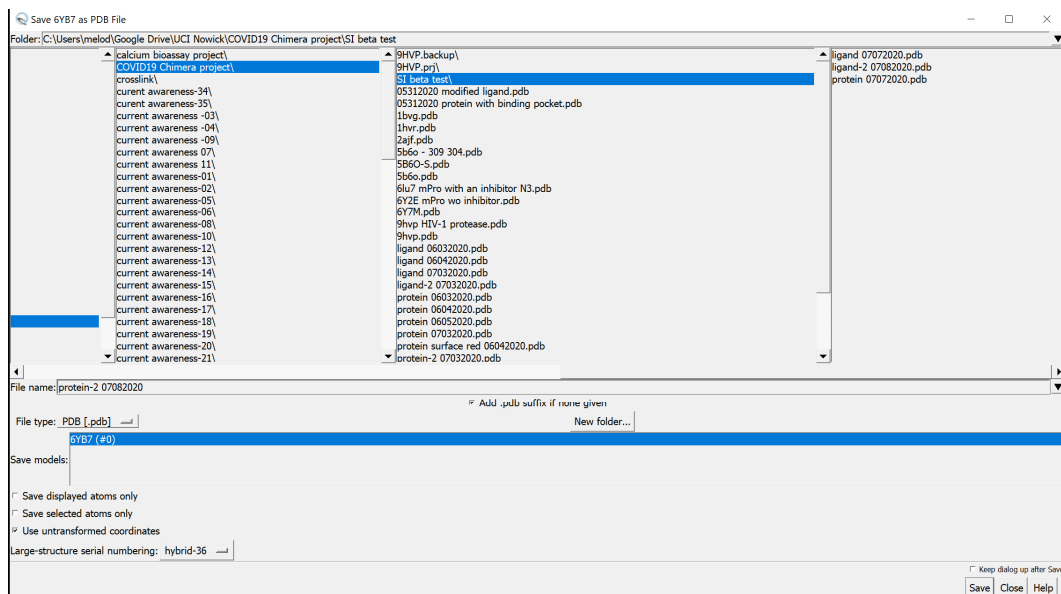 Save 6YB7 as PDB File
Folder: C:\Users\melod\Google Drive\UCI Nowick\COVID19 Chimera project\SI beta test
calcium bioassay project\
COVID19 Chimera project\
crosslink\
curent awareness-34\
curent awareness-35\
current awareness -03\
current awareness -04\
current awareness -09\
current awareness 07\
current awareness 11\
current awareness-01\
current awareness-02\
current awareness-05\
current awareness-06\
current awareness-08\
current awareness-10\
current awareness-12\
current awareness-13\
current awareness-14\
current awareness-15\
current awareness-16\
current awareness-17\
current awareness-18\
current awareness-19\
current awareness-20\
current awareness-21\
9HVP.backup\
9HVP.prj\
SI beta test\
05312020 modified ligand.pdb
05312020 protein with binding pocket.pdb
1bvg.pdb
1hvr.pdb
2ajf.pdb
5b6o - 309 304.pdb
5B6O-S.pdb
5b6o.pdb
6lu7 mPro with an inhibitor N3.pdb
6Y2E mPro wo inhibitor.pdb
6Y7M.pdb
9hvp HIV-1 protease.pdb
9hvp.pdb
ligand 06032020.pdb
ligand 06042020.pdb
ligand 07032020.pdb
ligand-2 07032020.pdb
protein 06032020.pdb
protein 06042020.pdb
protein 06052020.pdb
protein 07032020.pdb
protein surface red 06042020.pdb
protein-2 07032020.pdb
ligand 07072020.pdb
ligand-2 07082020.pdb
protein 07072020.pdb
File name: protein-2 07082020
Add .pdb suffix if none given
File type: PDB [.pdb]
New folder...
6YB7 (#0)
Save models:
Save displayed atoms only
Save selected atoms only
Use untransformed coordinates
Large-structure serial numbering: hybrid-36
Keep dialog up after Save
Save Close Help